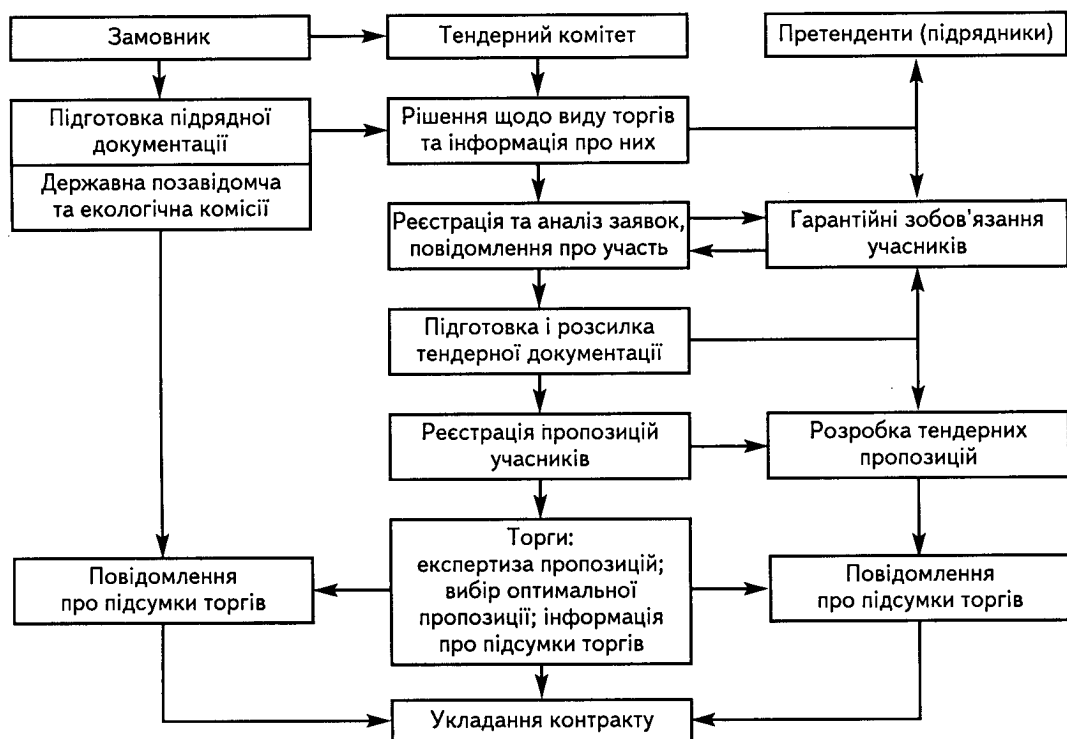 Замовник
Тендерний комітет
Претенденти (підрядники)
Підготовка підрядної
документації
Державна позавідомча
та екологічна комісії
Рішення щодо виду торгів
та інформація про них
Реєстрація та аналіз заявок,
повідомлення про участь
Гарантійні зобов'язання
учасників
Підготовка і розсилка
тендерної документації
Реєстрація пропозицій
учасників
Розробка тендерних
пропозицій
Повідомлення
про підсумки торгів
Торги:
експертиза пропозицій;
вибір оптимальної
пропозиції; інформація
про підсумки торгів
Повідомлення
про підсумки торгів
Укладання контракту